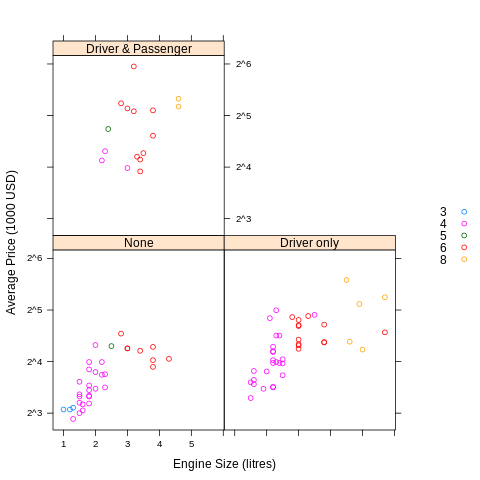 Driver & Passenger
2^6
2^5
2^4
2^3
None
Driver only
2^6
2^5
2^4
2^3
1 2 3 4 5
Engine Size (litres)
Average Price (1000 USD)
3
4
5
6
8